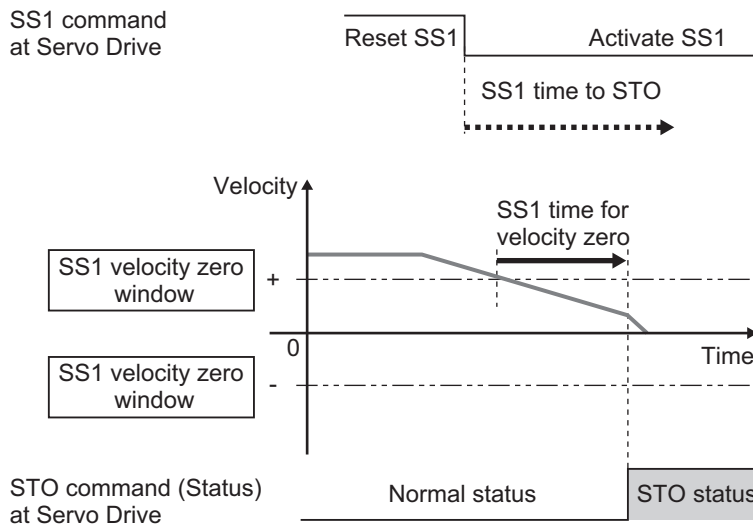 SS1 command
at Servo Drive
Reset SS1
Activate SS1
SS1 time to STO
Velocity
SS1 time for
velocity zero
SS1 velocity zero
window
+
0
Time
SS1 velocity zero
window
-
STO command (Status)
at Servo Drive
Normal status
STO status